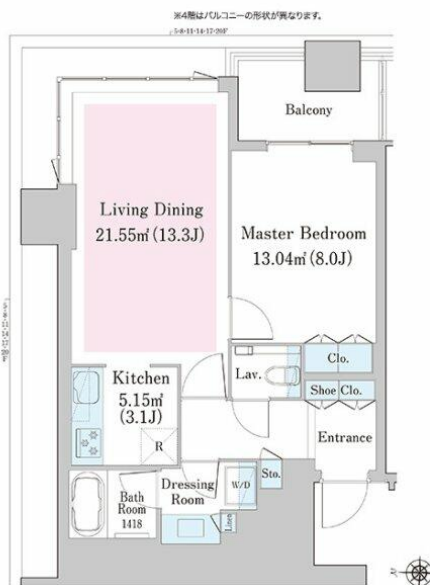 ※4階はバルコニーの形状が異なります。
Balcony
Living Dining
21.55㎡(13.3J)
Master Bedroom
13.04㎡(8.0J)
Kitchen
5.15㎡
(3.1J)
R
Lav.
Clo.
Shoe Clo.
Entrance
Sto.
W/D
Dressing
Room
Linen
Bath
Room
1418